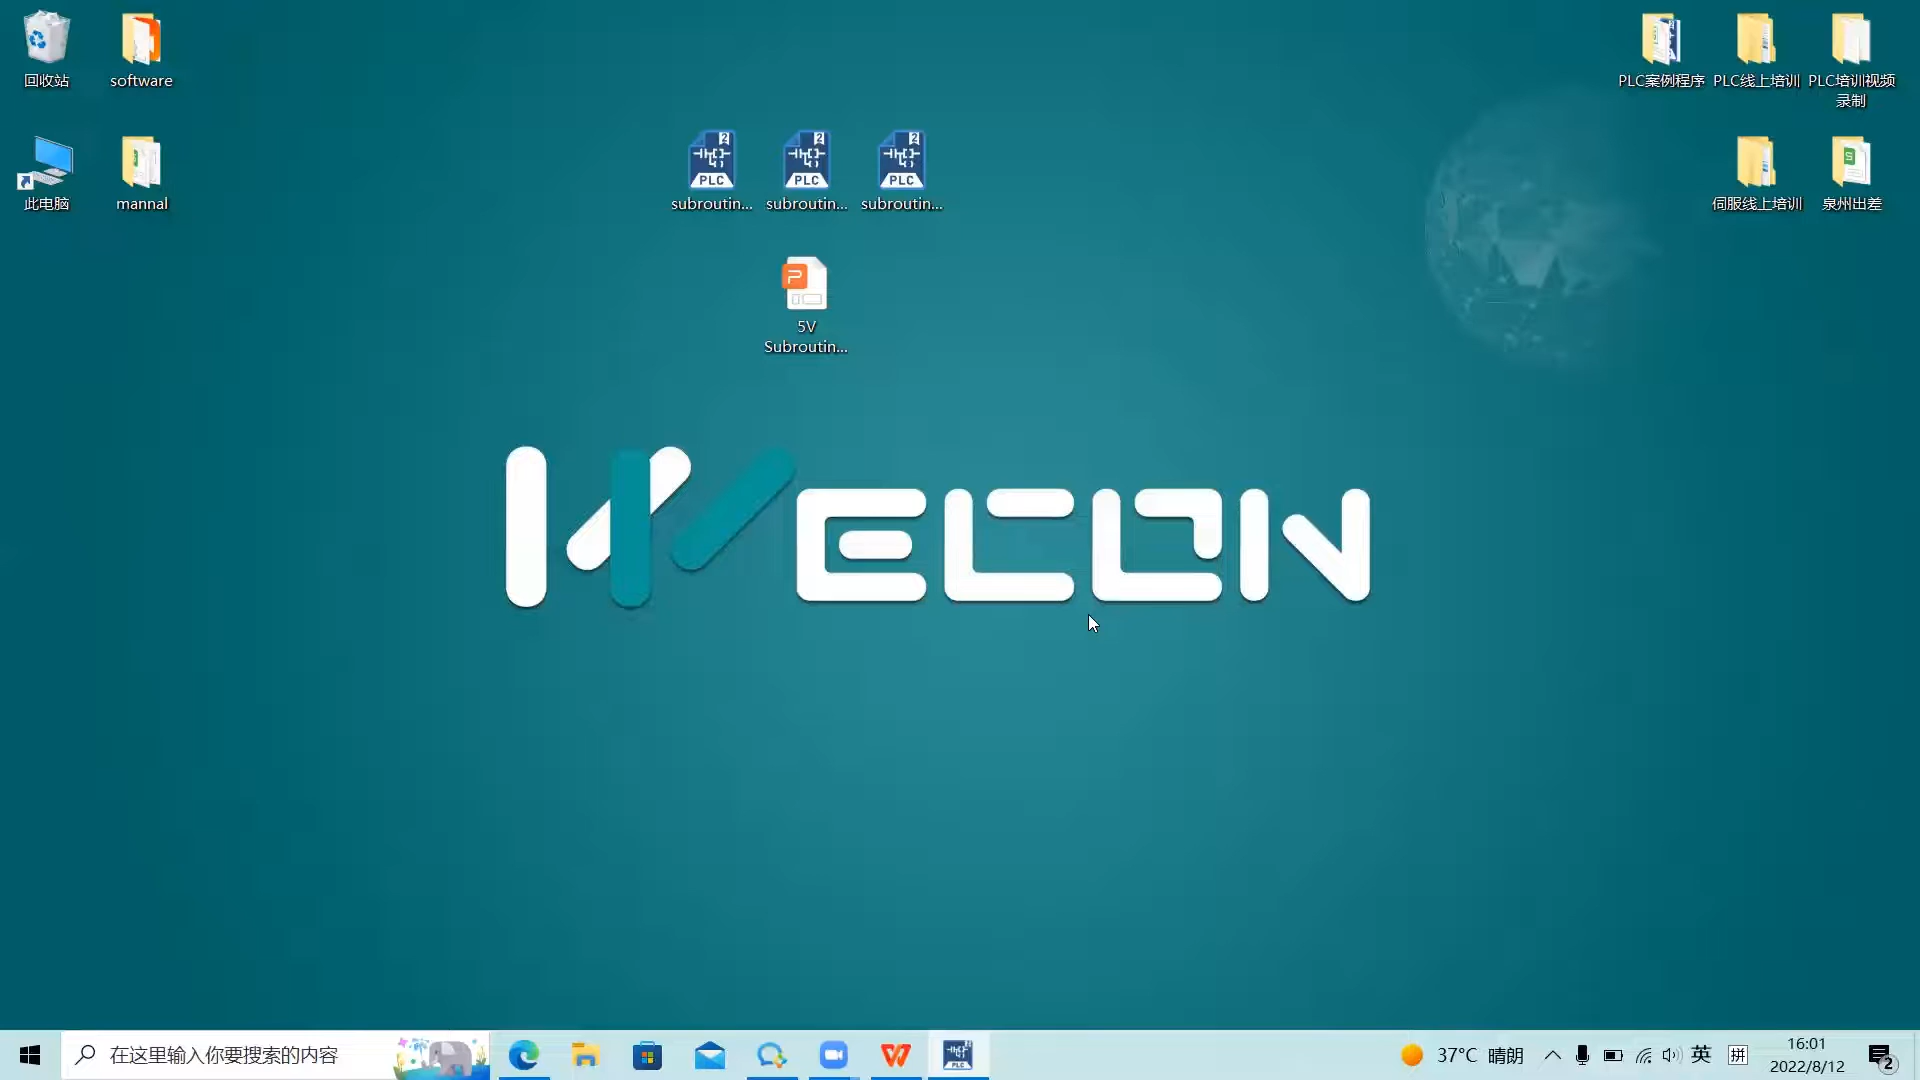 回收站
software
PLC案例程序
PLC线上培训
PLC培训视频
录制
此电脑
mannal
2
PLC
subroutin...
2
PLC
subroutin...
2
PLC
subroutin...
伺服线上培训
泉州出差
5V
Subroutin...
WECON
在这里输入你要搜索的内容
37°C 晴朗
英
拼
16:01
2022/8/12
2